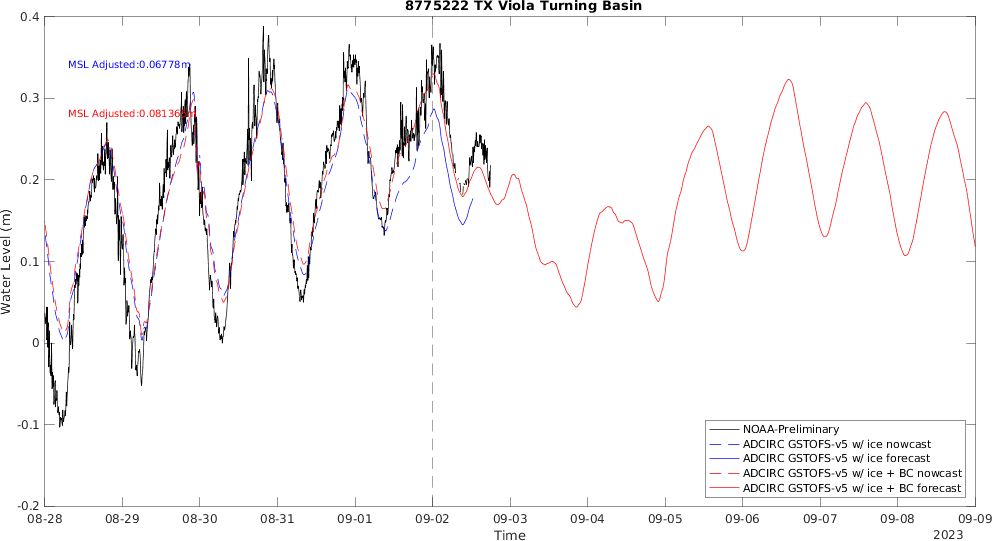 8775222 TX Viola Turning Basin
0.4
0.3
0.2
0.1
0
-0.1
-0.2
Water Level (m)
MSL Adjusted:0.06778m
MSL Adjusted:0.08136
NOAA-Preliminary
ADCIRC GSTOFS-v5 w/ ice nowcast
ADCIRC GSTOFS-v5 w/ ice forecast
ADCIRC GSTOFS-v5 w/ ice + BC nowcast
ADCIRC GSTOFS-v5 w/ ice + BC forecast
08-28 08-29 08-30 08-31 09-01 09-02 09-03 09-04 09-05 09-06 09-07 09-08 09-09
Time
2023